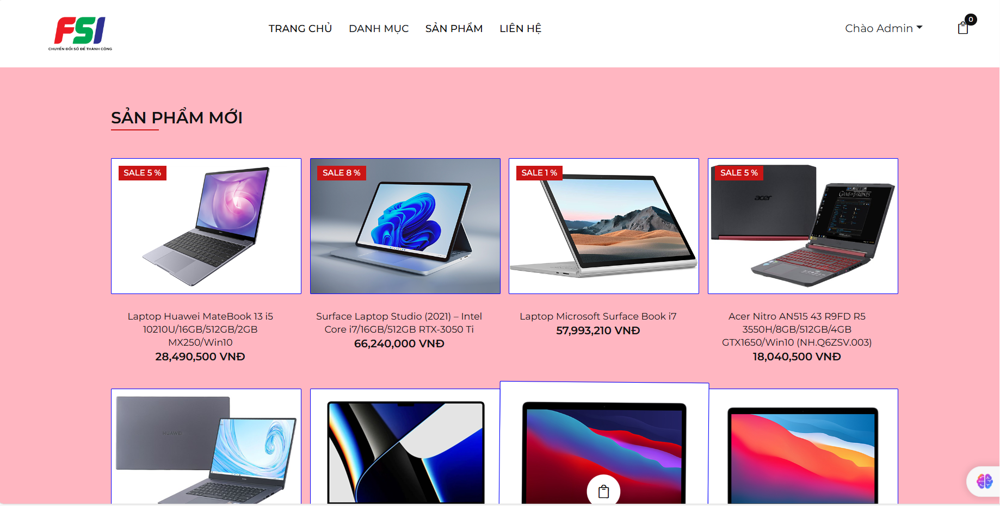 FSI
CHUYỂN ĐỔI SỐ ĐỂ THÀNH CÔNG
TRANG CHỦ
DANH MỤC
SẢN PHẨM
LIÊN HỆ
Chào Admin
0
SẢN PHẨM MỚI
SALE 5 %
SALE 8 %
SALE 1 %
SALE 5 %
acer
GAME OF THRONES
Laptop Huawei MateBook 13 i5
10210U/16GB/512GB/2GB
MX250/Win10
28,490,500 VNĐ
Surface Laptop Studio (2021) – Intel
Core i7/16GB/512GB RTX-3050 Ti
66,240,000 VNĐ
Laptop Microsoft Surface Book i7
57,993,210 VNĐ
Acer Nitro AN515 43 R9FD R5
3550H/8GB/512GB/4GB
GTX1650/Win10 (NH.Q6ZSV.003)
18,040,500 VNĐ
HUAWEI